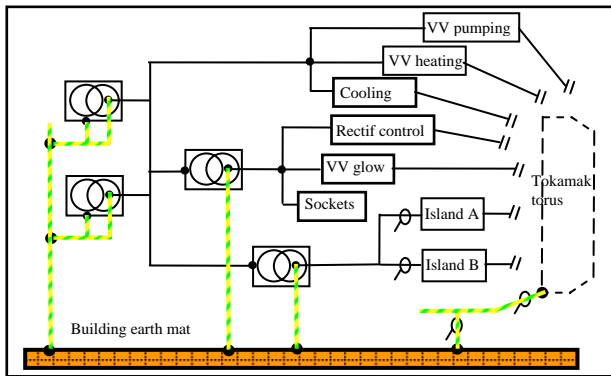 VV pumping
VV heating
Cooling
Rectif control
VV glow
Sockets
Tokamak
torus
Island A
Island B
Building earth mat